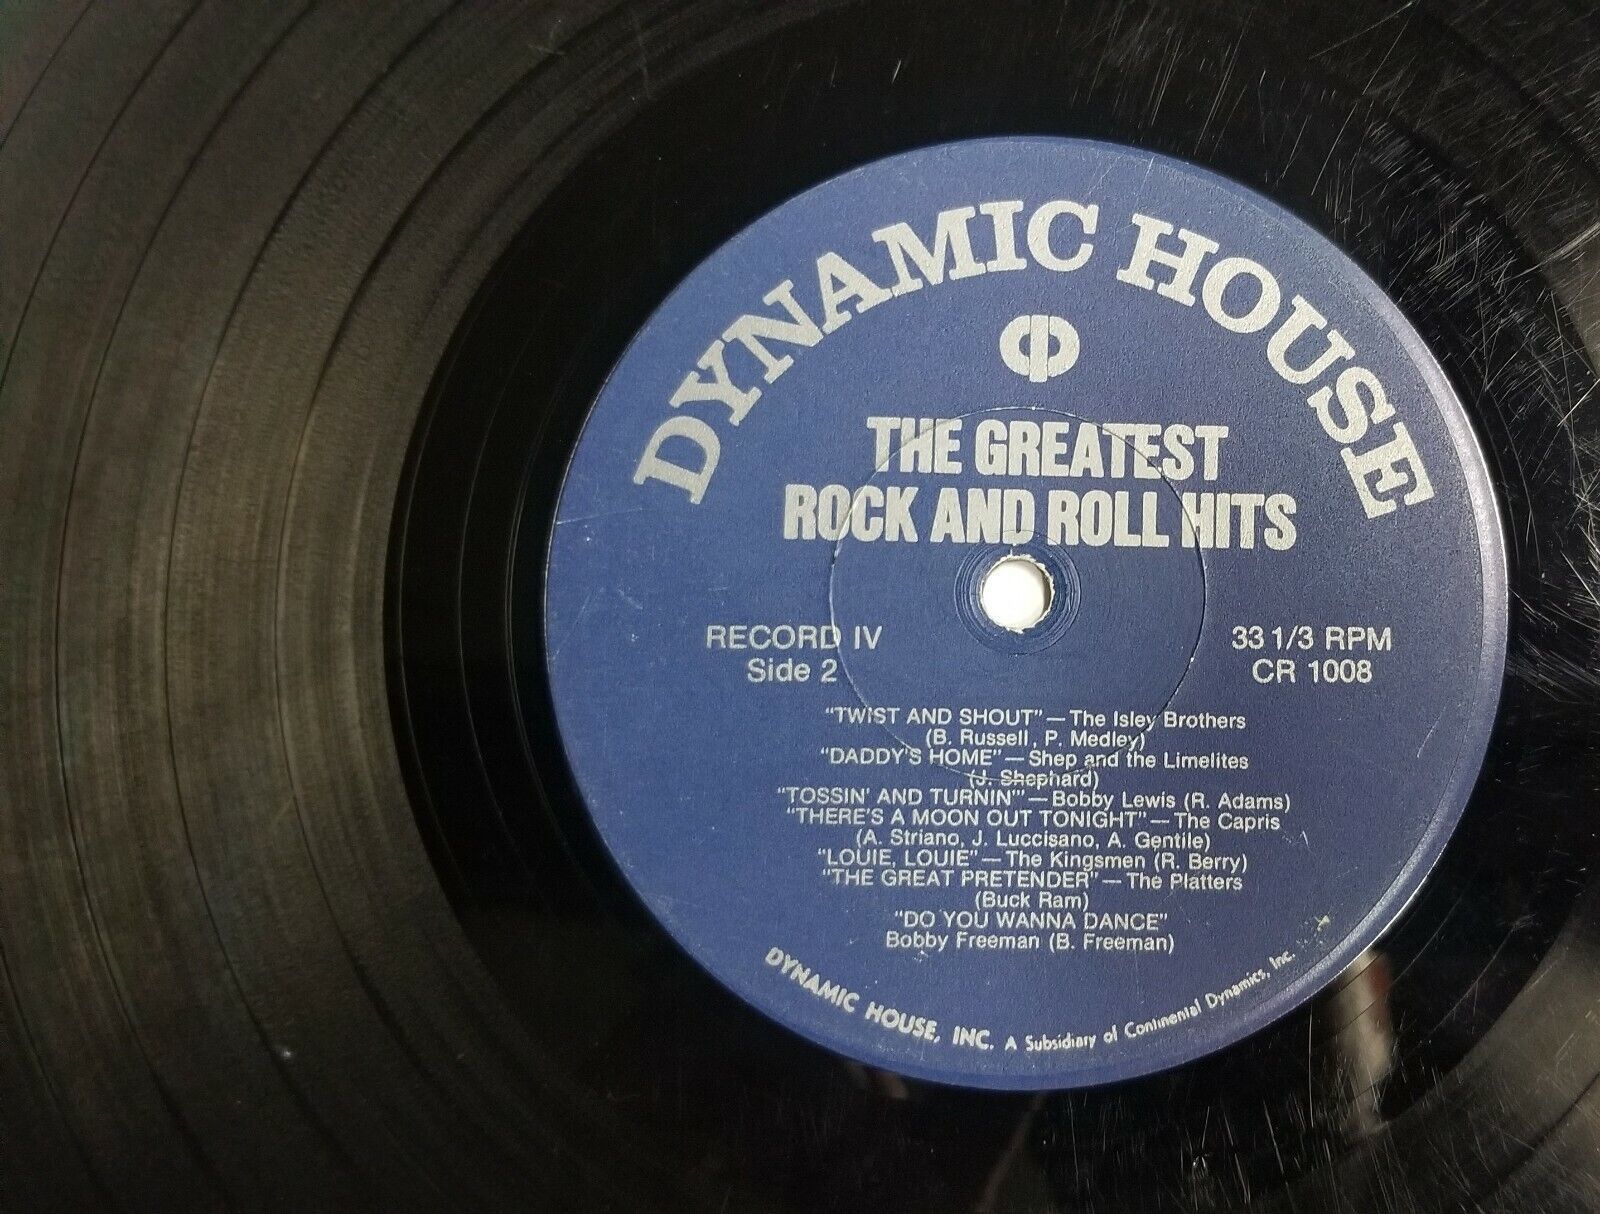 DYNAMIC HOUSE
THE GREATEST
ROCK AND ROLL HITS
RECORD IV
Side 2
33 1/3 RPM
CR 1008
"TWIST AND SHOUT"—The Isley Brothers
(B. Russell, P. Medley)
"DADDY'S HOME"—Shep and the Limelites
(J. Shephard)
"TOSSIN' AND TURNIN'"—Bobby Lewis (R. Adams)
"THERE'S A MOON OUT TONIGHT"—The Capris
(A. Striano, J. Luccisano, A. Gentile)
"LOUIE, LOUIE"—The Kingsmen (R. Berry)
"THE GREAT PRETENDER"—The Platters
(Buck Ram)
"DO YOU WANNA DANCE"
Bobby Freeman (B. Freeman)
DYNAMIC HOUSE, INC. A Subsidiary of Continental Dynamics, Inc.